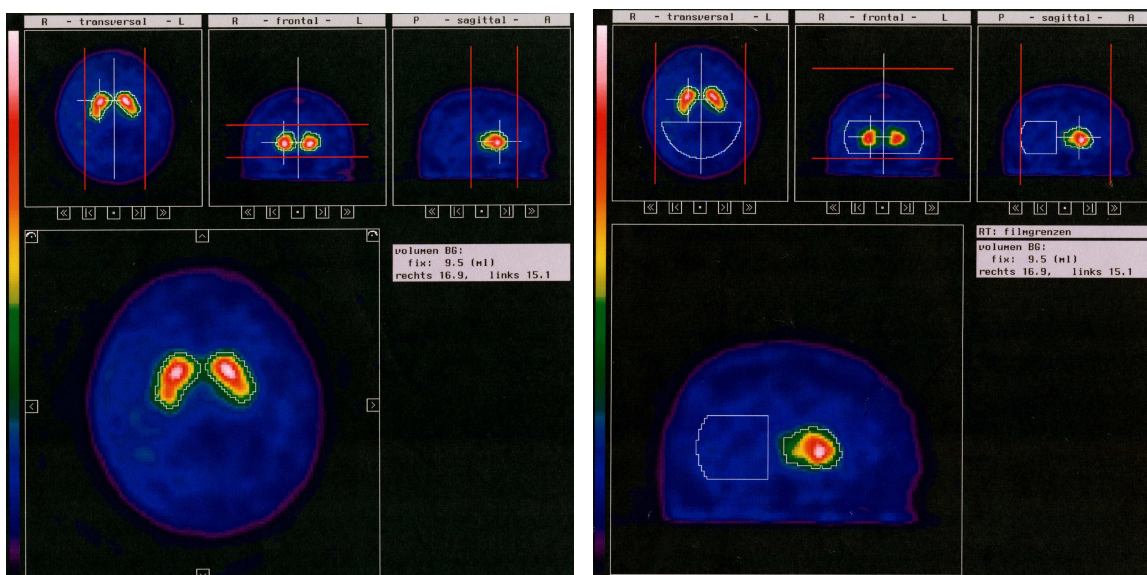 R - transversal - L
R - frontal - L
P - sagittal - A
volumen BG:
fix: 9.5 (ml)
rechts 16.9, links 15.1
R - transversal - L
R - frontal - L
P - sagittal - A
RT: filmgrenzen
volumen BG:
fix: 9.5 (ml)
rechts 16.9, links 15.1